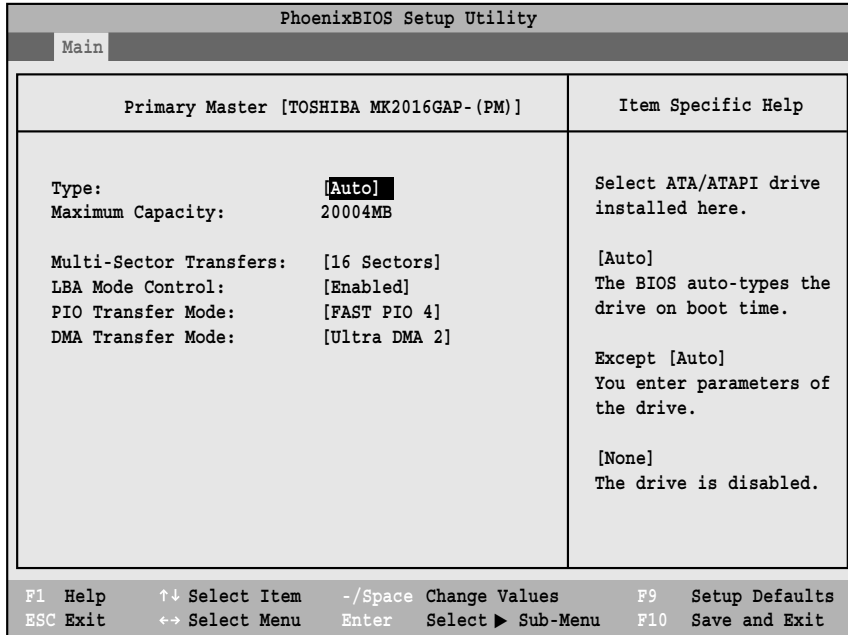 PhoenixBIOS Setup Utility
Main
Primary Master [TOSHIBA MK2016GAP-(PM)]
Type: [Auto]
Maximum Capacity: 20004MB
Multi-Sector Transfers: [16 Sectors]
LBA Mode Control: [Enabled]
PIO Transfer Mode: [FAST PIO 4]
DMA Transfer Mode: [Ultra DMA 2]
Item Specific Help
Select ATA/ATAPI drive
installed here.
[Auto]
The BIOS auto-types the
drive on boot time.
Except [Auto]
You enter parameters of
the drive.
[None]
The drive is disabled.
F1 Help ↑↓ Select Item -/Space Change Values F9 Setup Defaults
ESC Exit ←→ Select Menu Enter Select ▶ Sub-Menu F10 Save and Exit